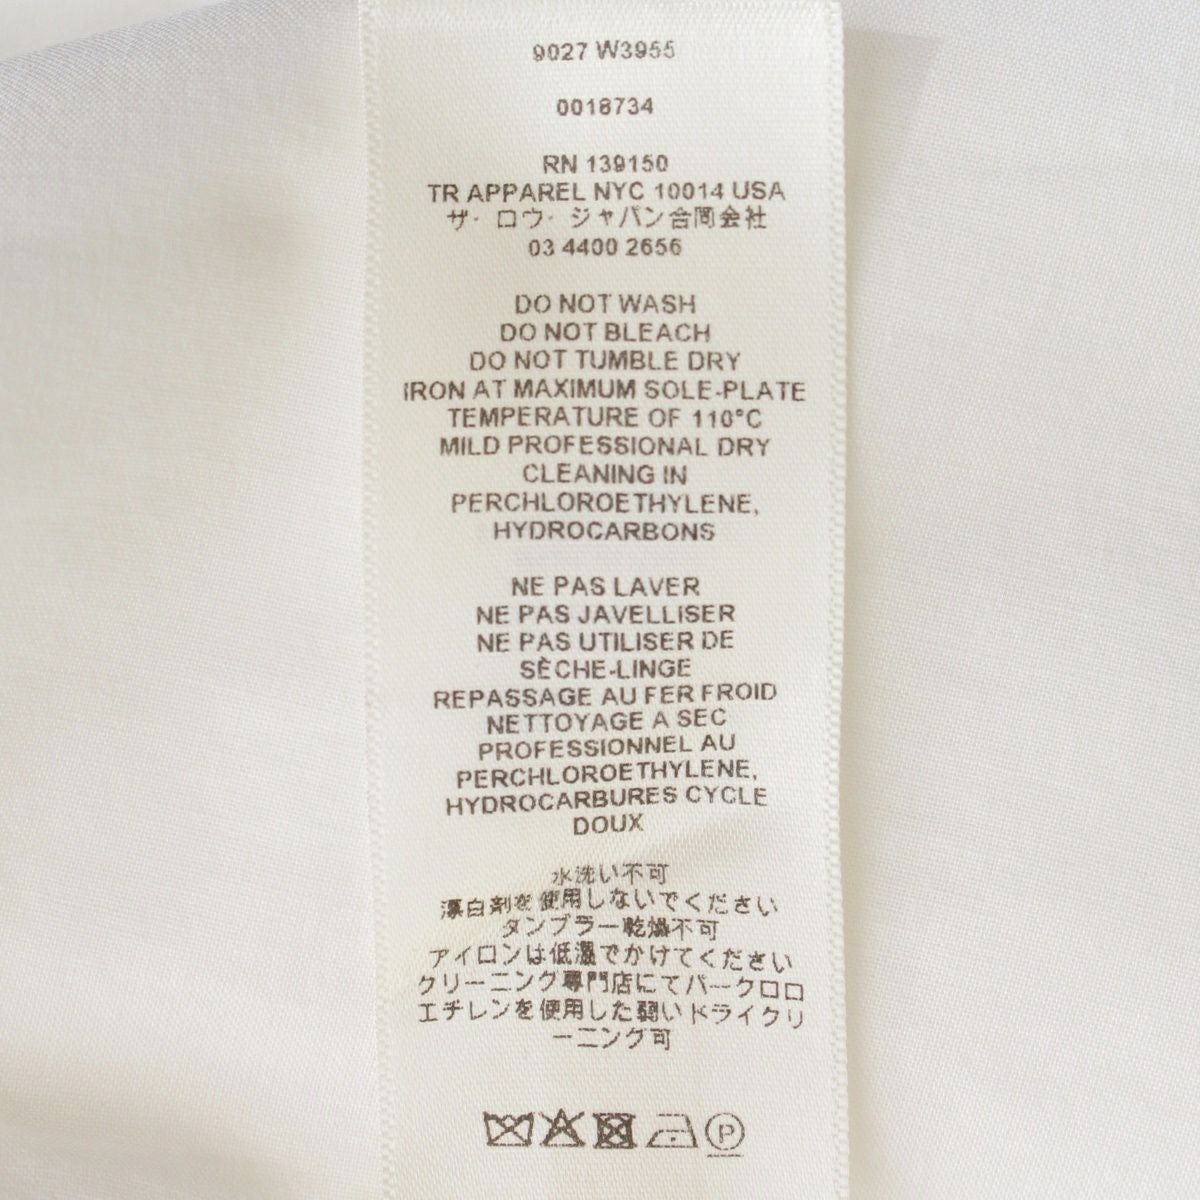 9027 W3955
0018734
RN 139150
TR APPAREL NYC 10014 USA
ザ・ロウ・ジャパン合同会社
03 4400 2656
DO NOT WASH
DO NOT BLEACH
DO NOT TUMBLE DRY
IRON AT MAXIMUM SOLE-PLATE
TEMPERATURE OF 110°C
MILD PROFESSIONAL DRY
CLEANING IN
PERCHLOROETHYLENE,
HYDROCARBONS
NE PAS LAVER
NE PAS JAVELLISER
NE PAS UTILISER DE
SÈCHE-LINGE
REPASSAGE AU FER FROID
NETTOYAGE A SEC
PROFESSIONNEL AU
PERCHLOROETHYLENE,
HYDROCARBURES CYCLE
DOUX
水洗い不可
漂白剤を使用しないでください
タンブラー乾燥不可
アイロンは低温でかけてください
クリーニング専門店にてパークロロ
エチレンを使用した弱いドライクリ
ーニング可
P